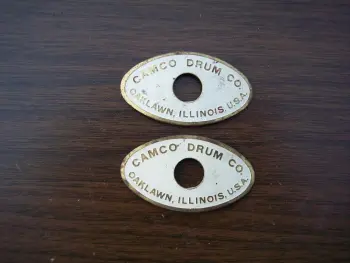 CAMCO DRUM CO.
OAKLAWN, ILLINOIS, U.S.A.
CAMCO DRUM CO.
OAKLAWN, ILLINOIS, U.S.A.